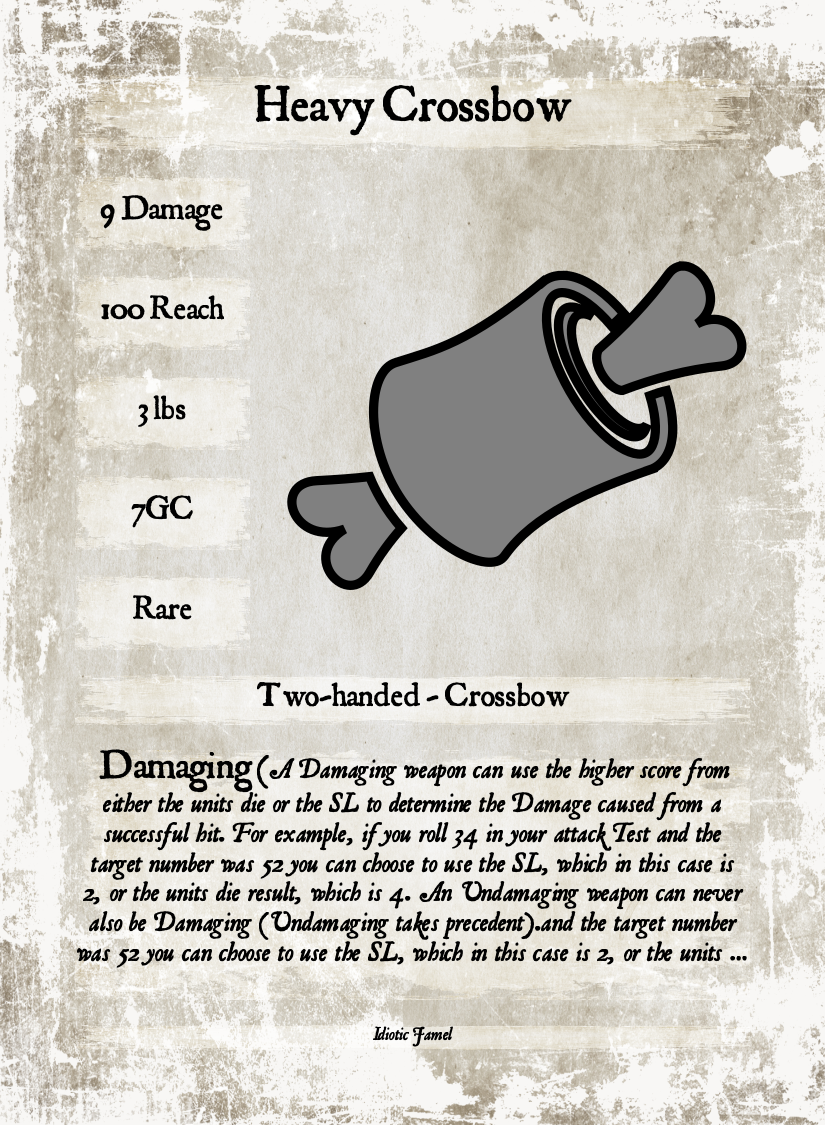 Heavy Crossbow
9 Damage
100 Reach
3 lbs
7GC
Rare
Two-handed - Crossbow
Damaging (A Damaging weapon can use the higher score from
either the units die or the SL to determine the Damage caused from a
successful hit. For example, if you roll 34 in your attack Test and the
target number was 52 you can choose to use the SL, which in this case is
2, or the units die result, which is 4. An Undamaging weapon can never
also be Damaging (Undamaging takes precedent).and the target number
was 52 you can choose to use the SL, which in this case is 2, or the units ...
Idiotic Famel